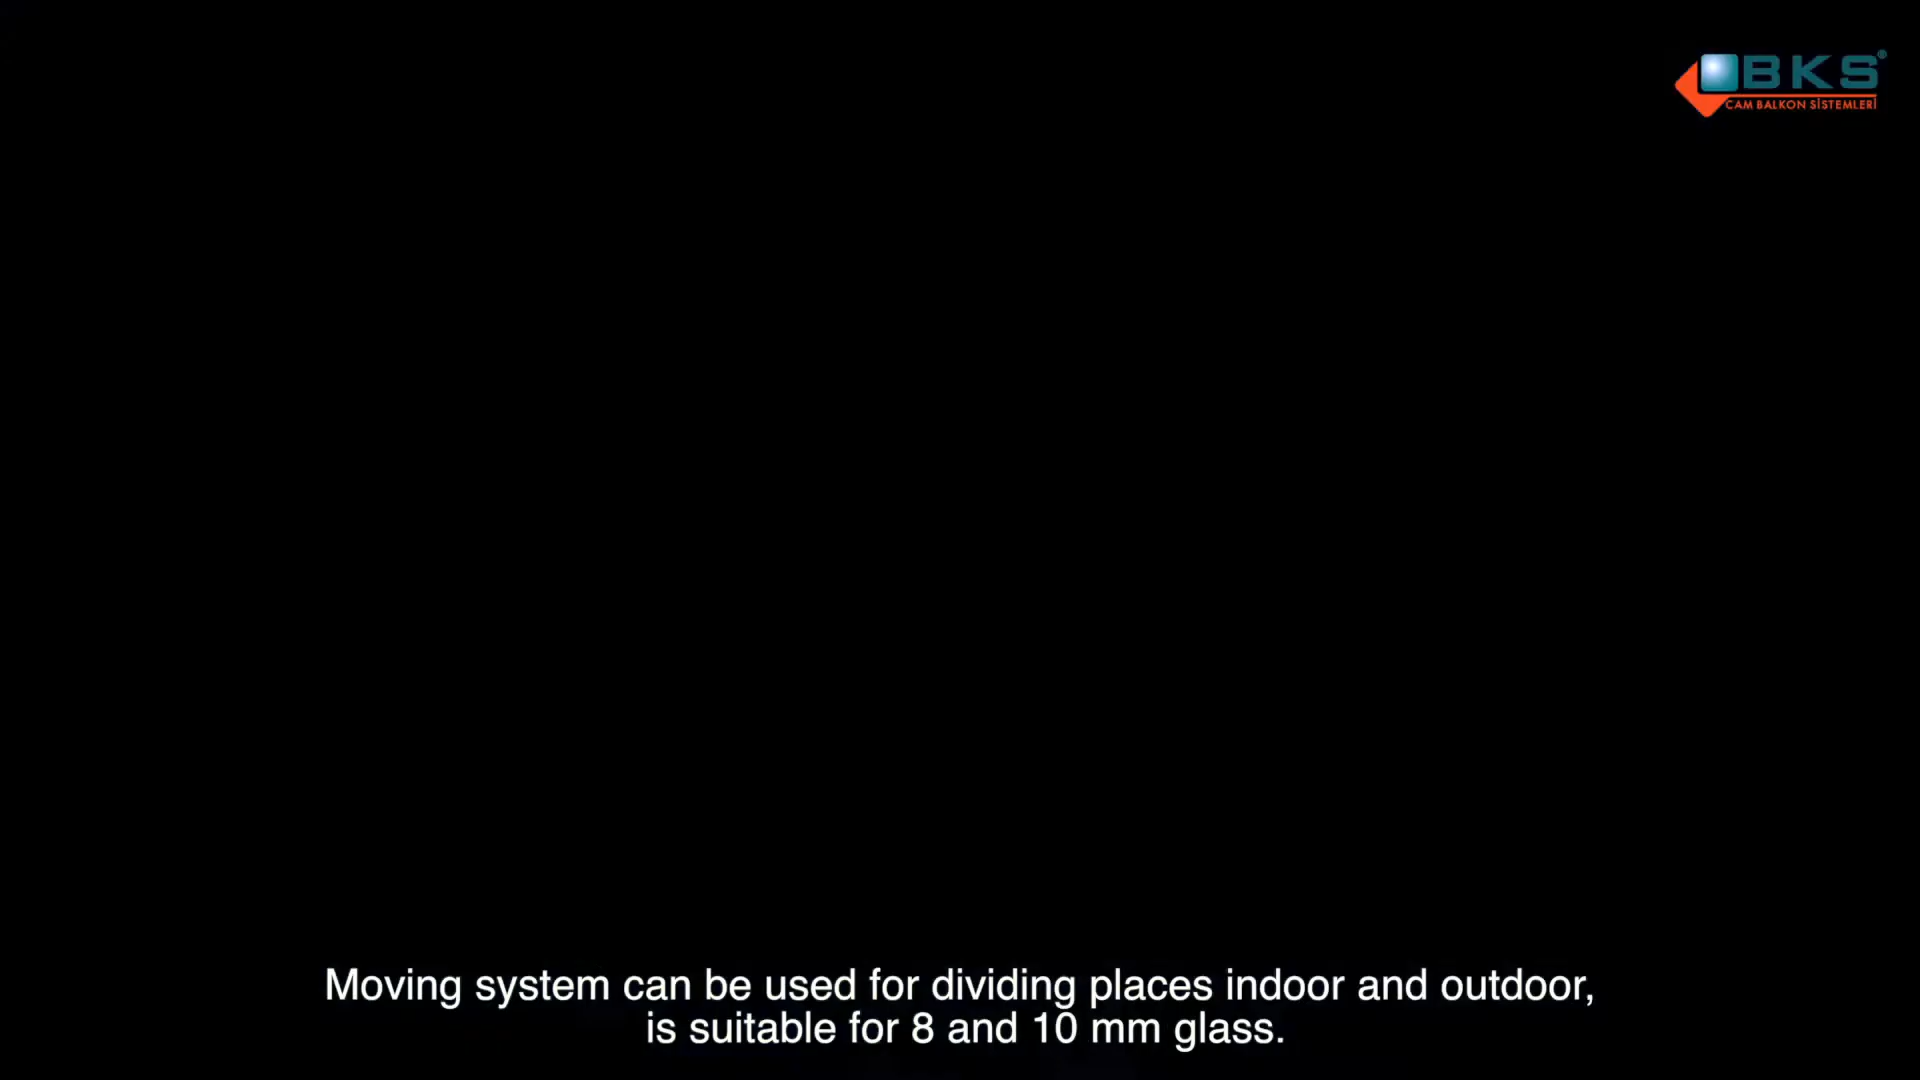 BKS®
CAM BALKON SİSTEMLERİ
Moving system can be used for dividing places indoor and outdoor,
is suitable for 8 and 10 mm glass.